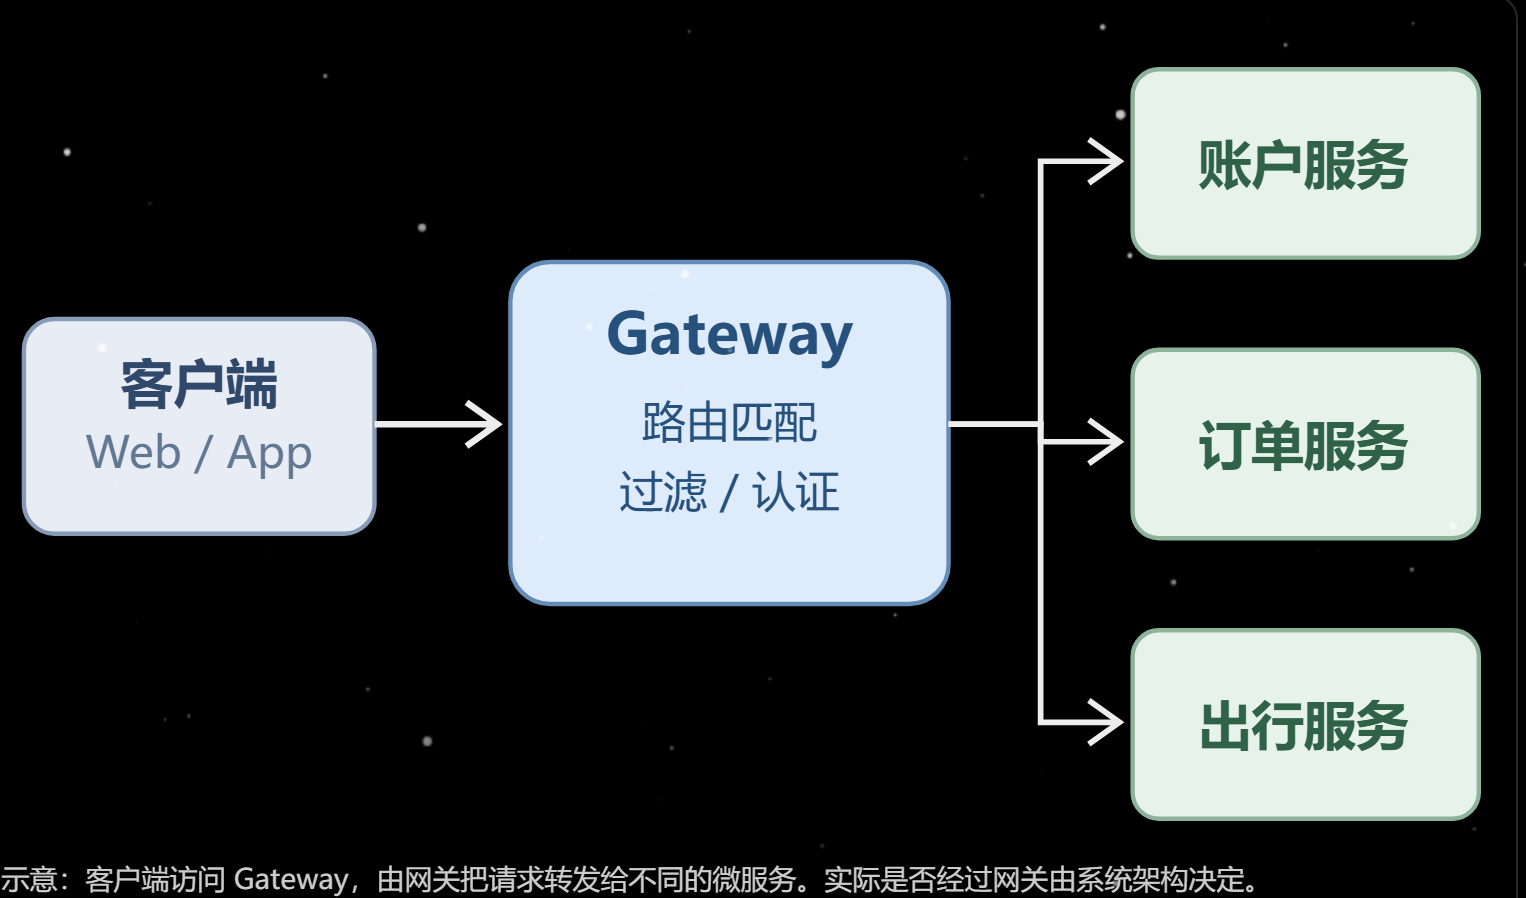 客户端
Web / App
Gateway
路由匹配
过滤 / 认证
账户服务
订单服务
出行服务
示意：客户端访问 Gateway，由网关把请求转发给不同的微服务。实际是否经过网关由系统架构决定。